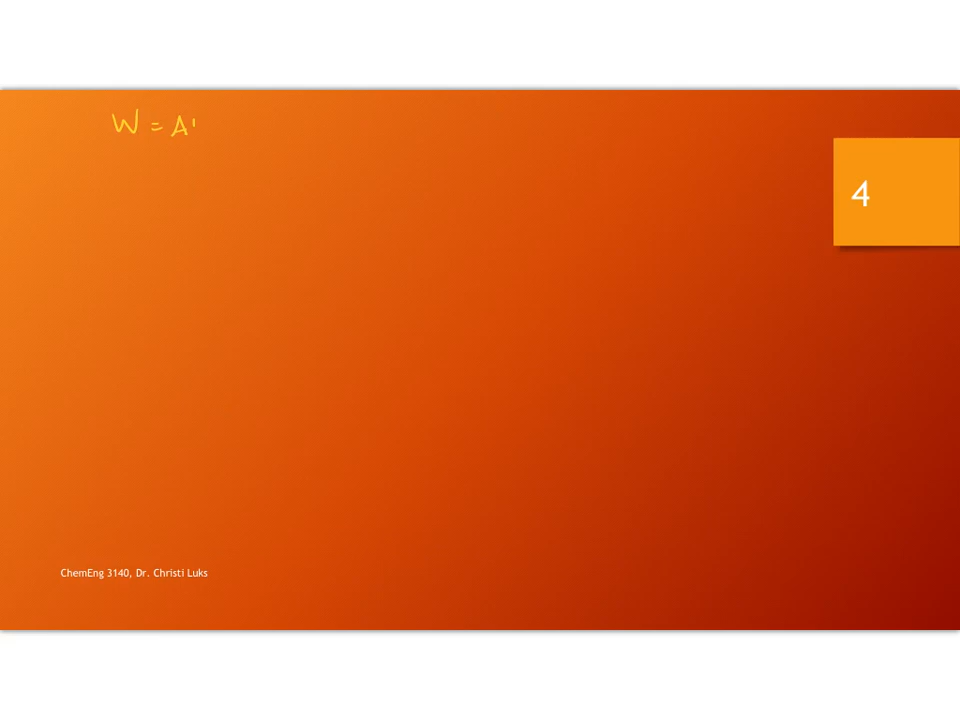 W = A'
4
ChemEng 3140, Dr. Christi Luks